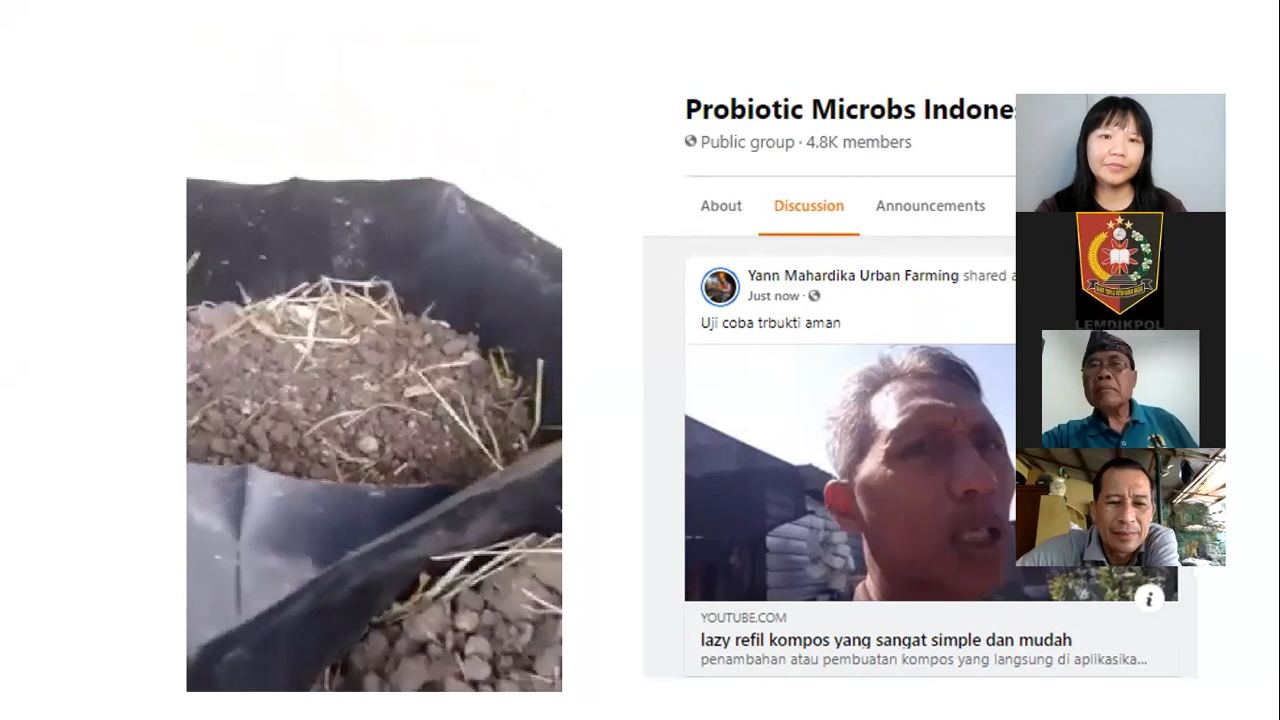 Probiotic Microbs Indone
Public group · 4.8K members
About Discussion Announcements
Yann Mahardika Urban Farming shared
Just now ·
Uji coba trbukti aman
LEMDIKPOL
YOUTUBE.COM
lazy refil kompos yang sangat simple dan mudah
penambahan atau pembuatan kompos yang langsung di aplikasika...